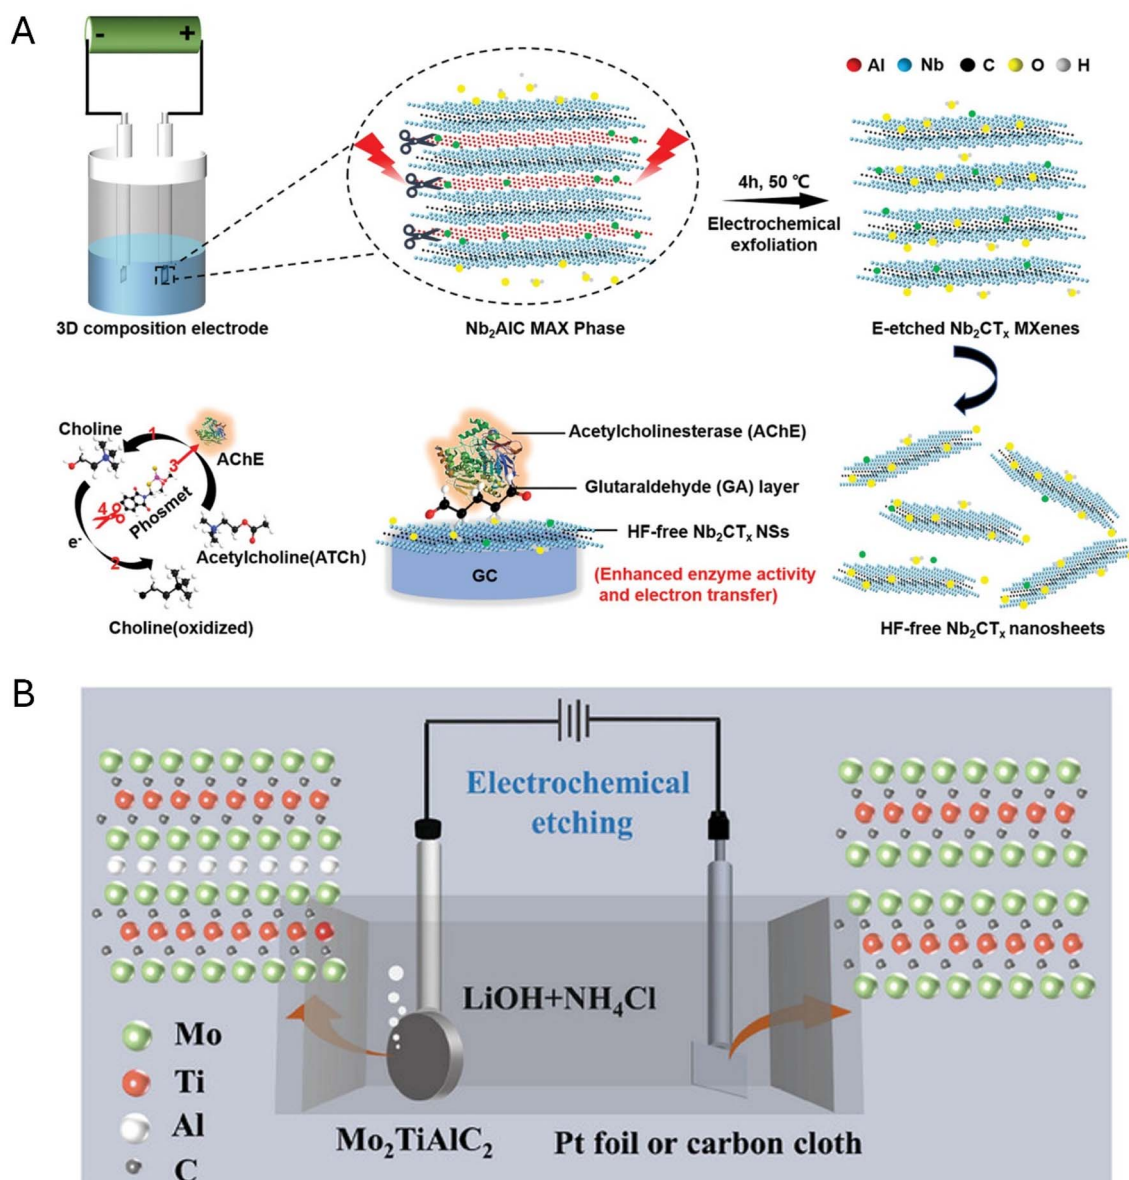 A
- +
Al Nb C O H
4h, 50 ℃
Electrochemical
exfoliation
3D composition electrode
Nb₂AlC MAX Phase
E-etched Nb₂CTₓ MXenes
Choline
1
AChE
3
4
Phosmet
e⁻
2
Acetylcholine(ATCh)
Choline(oxidized)
Acetylcholinesterase (AChE)
Glutaraldehyde (GA) layer
HF-free Nb₂CTₓ NSs
GC
(Enhanced enzyme activity
and electron transfer)
HF-free Nb₂CTₓ nanosheets
B
Electrochemical
etching
LiOH+NH₄Cl
Mo
Ti
Al
C
Mo₂TiAlC₂
Pt foil or carbon cloth